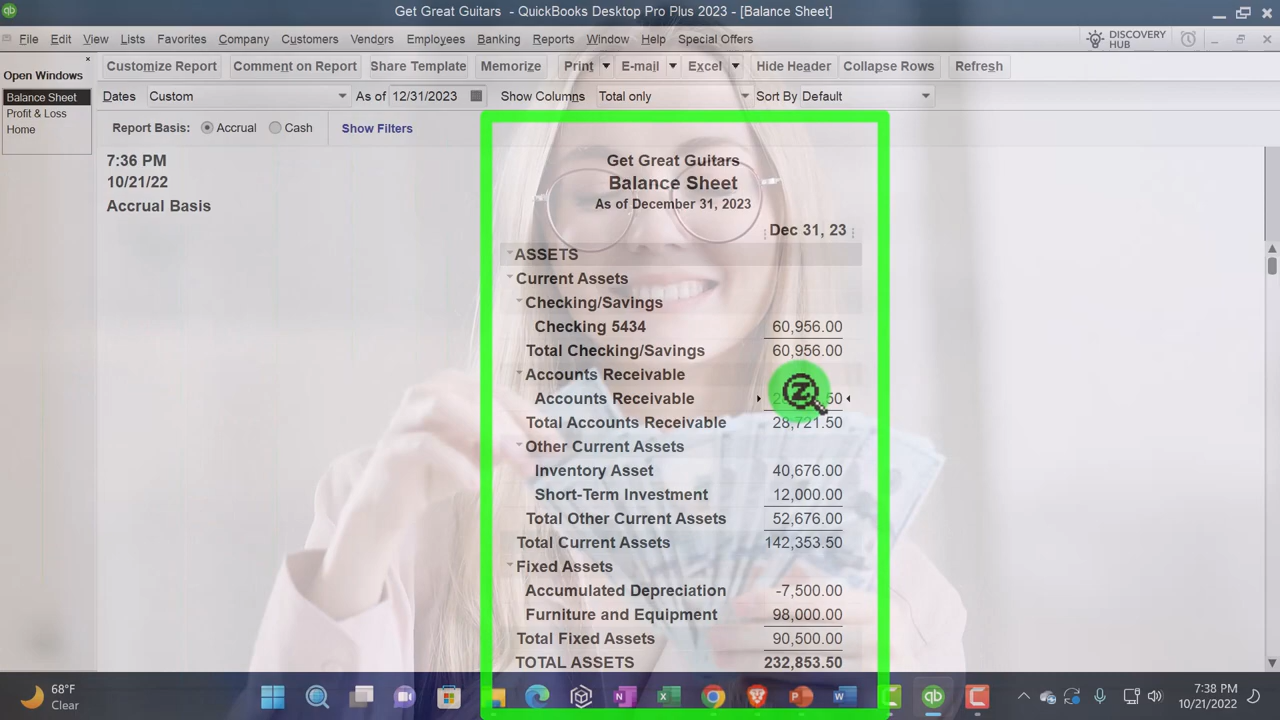 Get Great Guitars - QuickBooks Desktop Pro Plus 2023 - [Balance Sheet]
File Edit View Lists Favorites Company Customers Vendors Employees Banking Reports Window Help Special Offers
DISCOVERY HUB
Open Windows
Balance Sheet
Profit & Loss
Home
Customize Report Comment on Report Share Template Memorize Print E-mail Excel Hide Header Collapse Rows Refresh
Dates Custom As of 12/31/2023 Show Columns Total only Sort By Default
Report Basis: Accrual Cash Show Filters
7:36 PM
10/21/22
Accrual Basis
Get Great Guitars
Balance Sheet
As of December 31, 2023
Dec 31, 23
ASSETS
Current Assets
Checking/Savings
Checking 5434 60,956.00
Total Checking/Savings 60,956.00
Accounts Receivable
Accounts Receivable
Total Accounts Receivable 28,721.50
Other Current Assets
Inventory Asset 40,676.00
Short-Term Investment 12,000.00
Total Other Current Assets 52,676.00
Total Current Assets 142,353.50
Fixed Assets
Accumulated Depreciation -7,500.00
Furniture and Equipment 98,000.00
Total Fixed Assets 90,500.00
TOTAL ASSETS 232,853.50
68°F
Clear
7:38 PM
10/21/2022